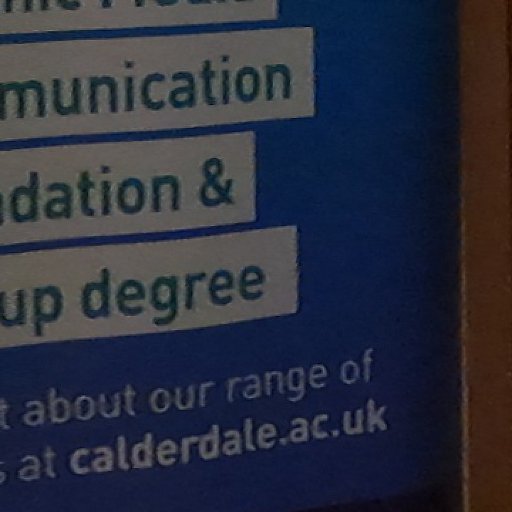 munication
dation &
up degree
t about our range of
at calderdale.ac.uk